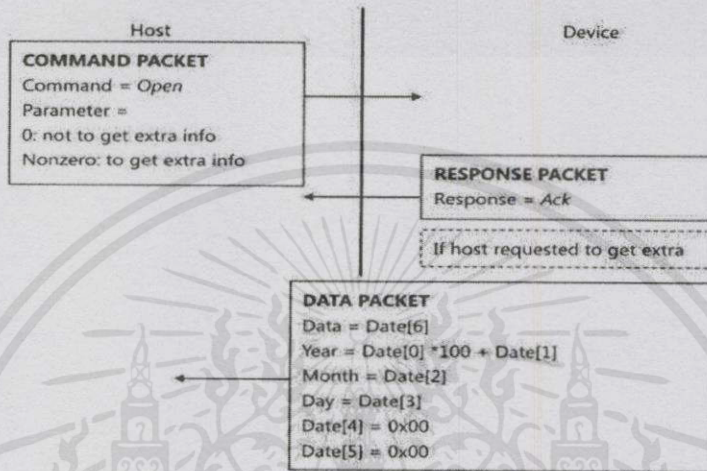 Host
Device
COMMAND PACKET
Command = Open
Parameter =
0: not to get extra info
Nonzero: to get extra info
RESPONSE PACKET
Response = Ack
If host requested to get extra
DATA PACKET
Data = Date[6]
Year = Date[0] *100 + Date[1]
Month = Date[2]
Day = Date[3]
Date[4] = 0x00
Date[5] = 0x00